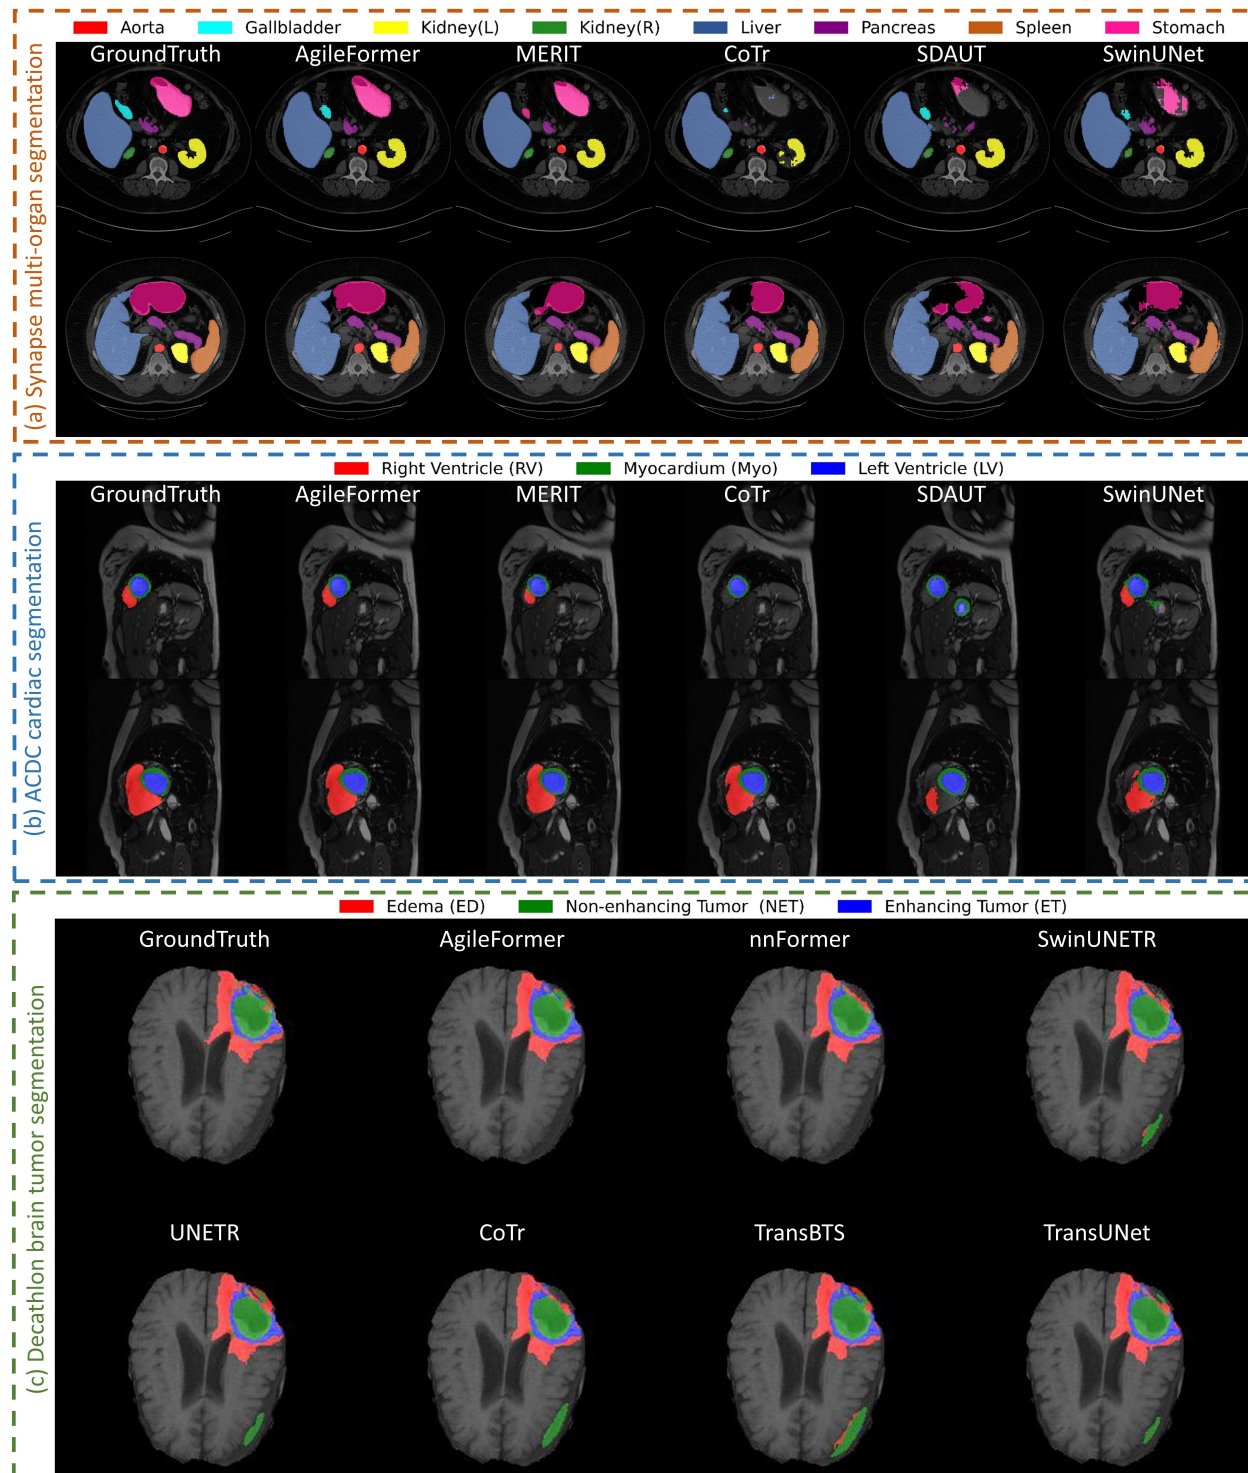 Aorta Gallbladder Kidney(L) Kidney(R) Liver Pancreas Spleen Stomach
GroundTruth AgileFormer MERIT CoTr SDAUT SwinUNet
(a) Synapse multi-organ segmentation
Right Ventricle (RV) Myocardium (Myo) Left Ventricle (LV)
GroundTruth AgileFormer MERIT CoTr SDAUT SwinUNet
(b) ACDC cardiac segmentation
Edema (ED) Non-enhancing Tumor (NET) Enhancing Tumor (ET)
GroundTruth AgileFormer nnFormer SwinUNETR
UNETR CoTr TransBTS TransUNet
(c) Decathlon brain tumor segmentation